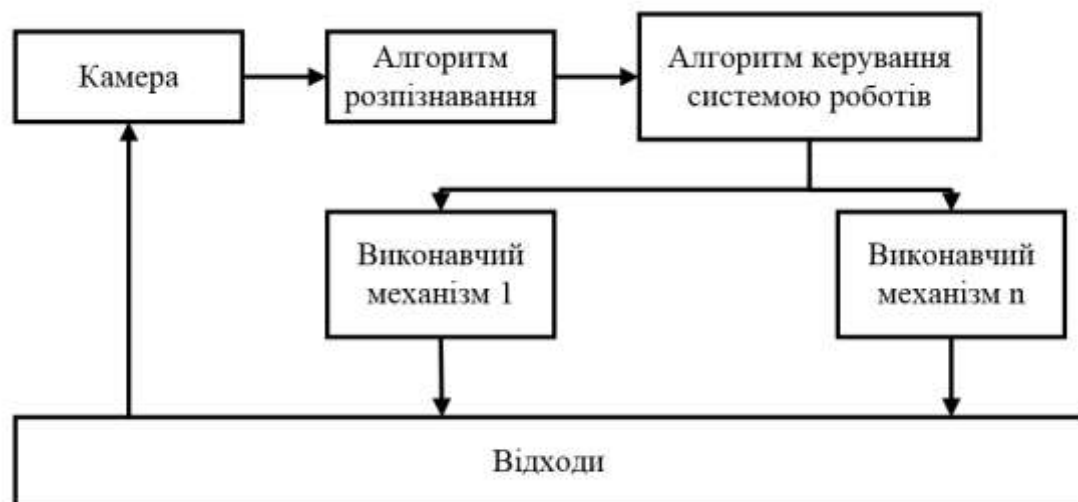 Камера
Алгоритм
розпізнавання
Алгоритм керування
системою роботів
Виконавчий
механізм 1
Виконавчий
механізм n
Відходи